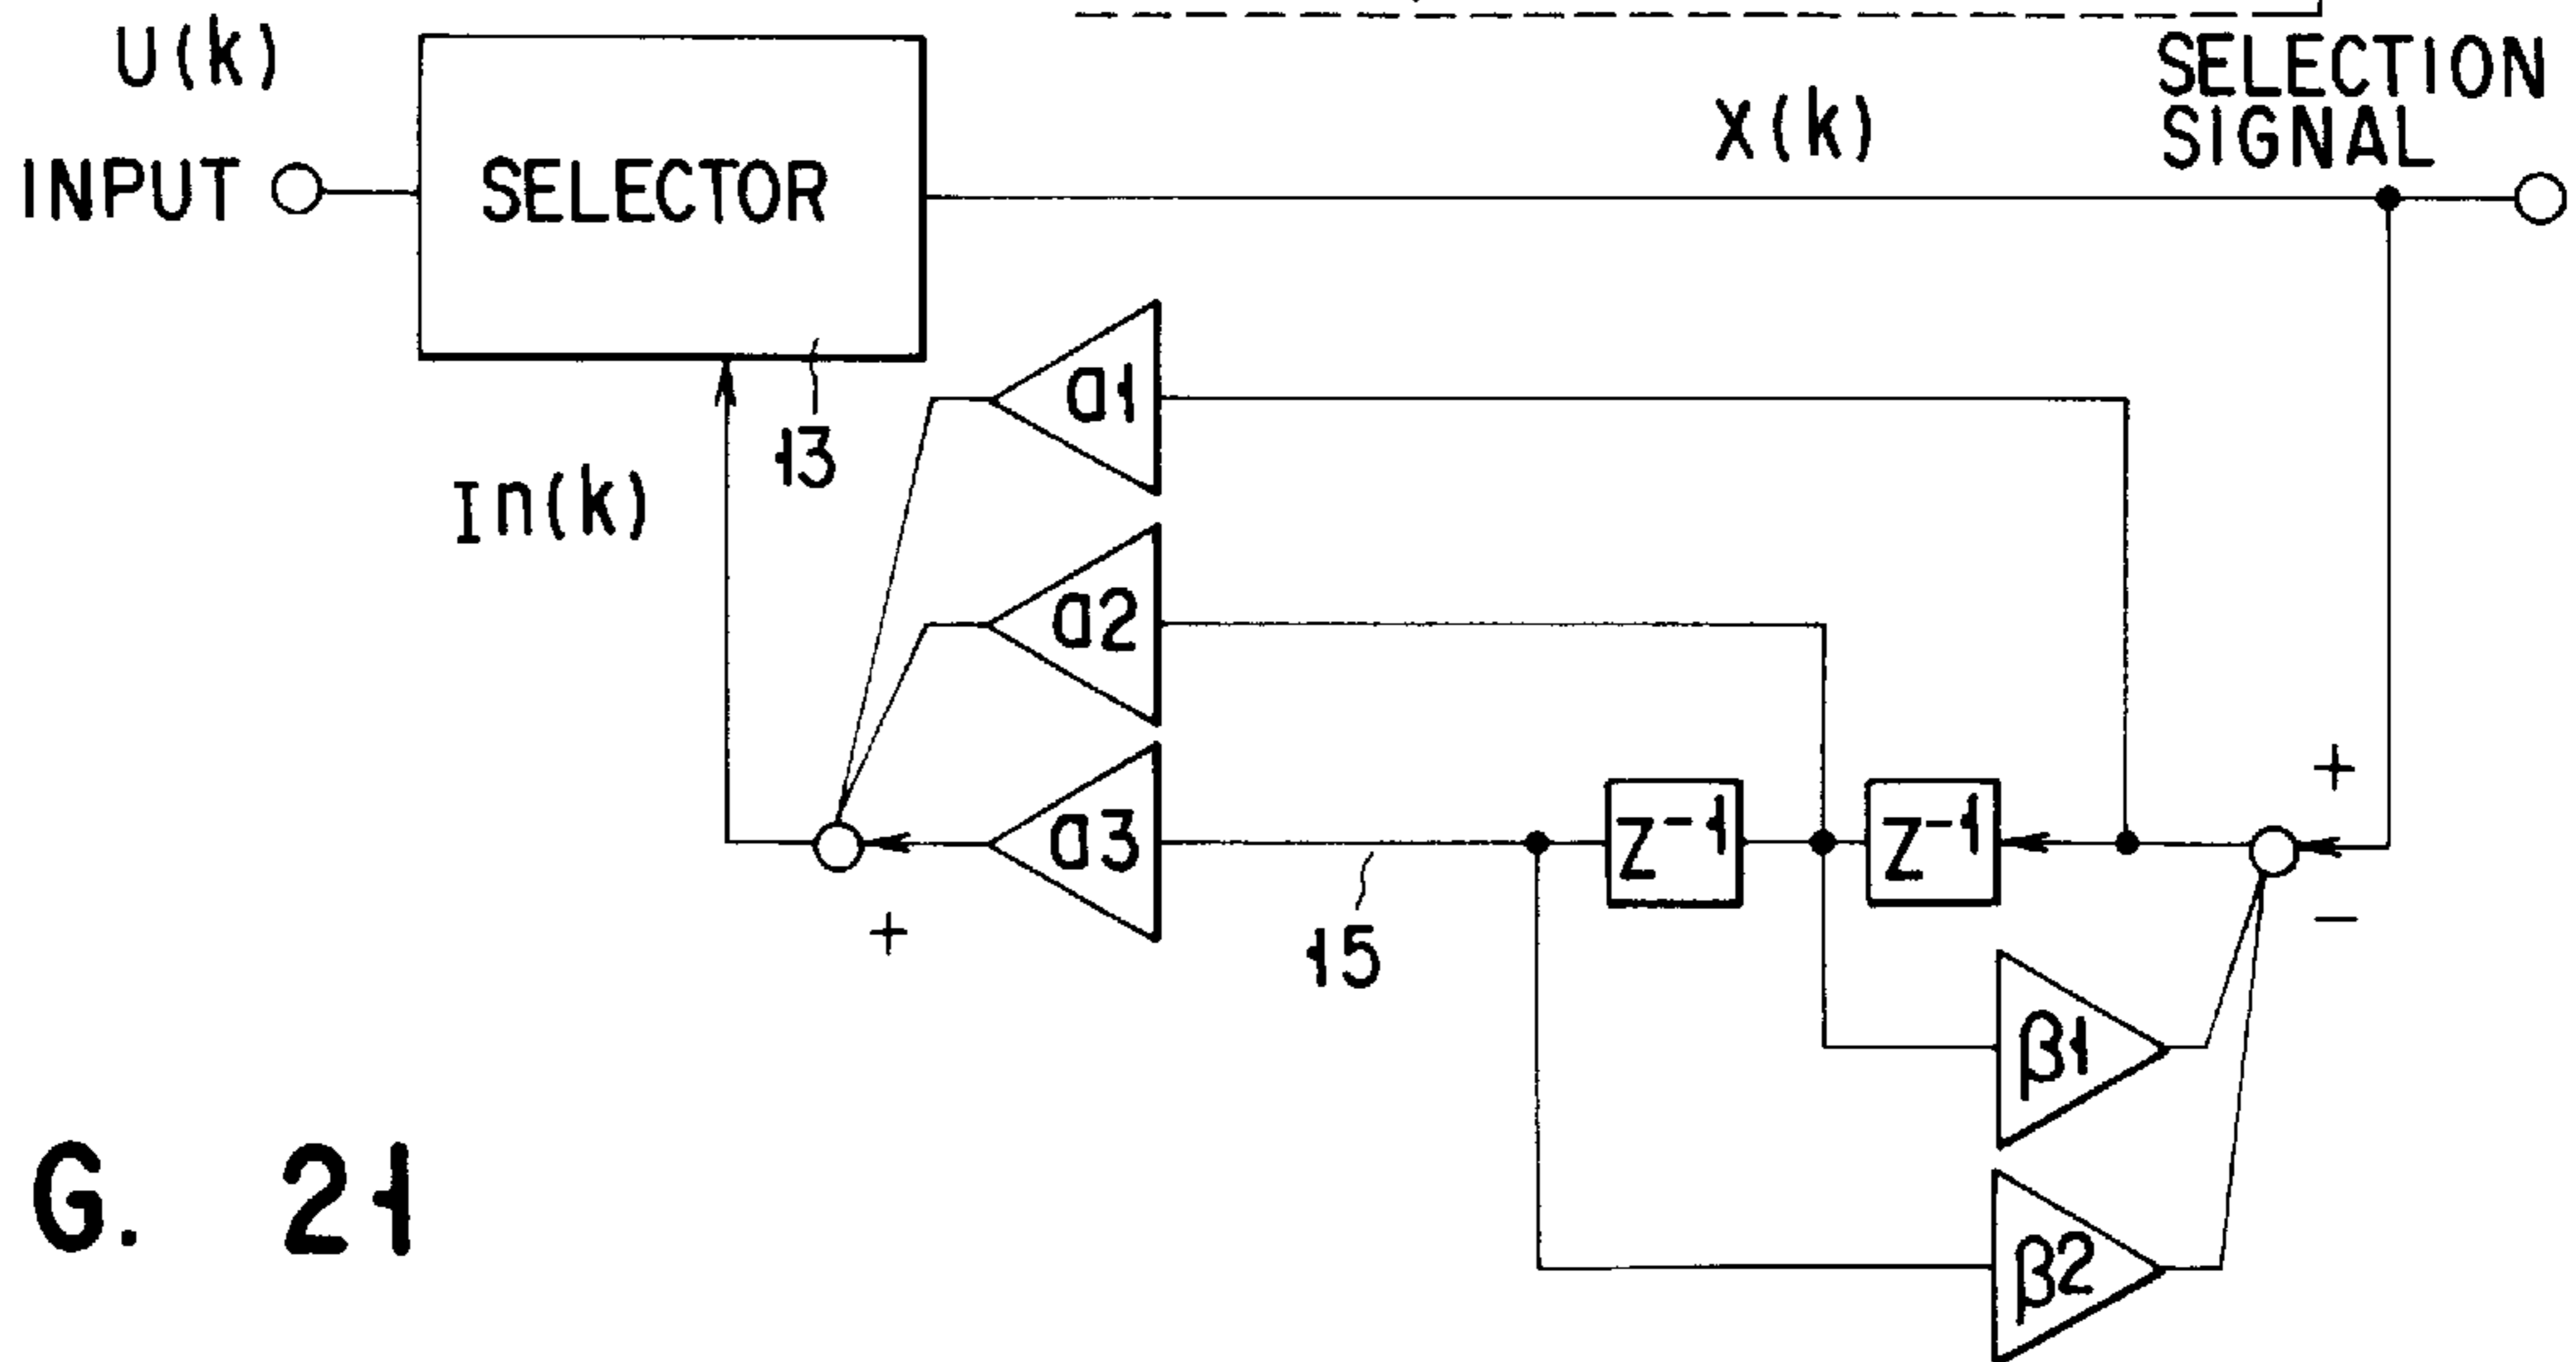 U(k)
INPUT
SELECTOR
X(k)
SELECTION
SIGNAL
13
In(k)
a1
a2
a3
+
15
Z⁻¹
Z⁻¹
+
−
β1
β2
G. 21